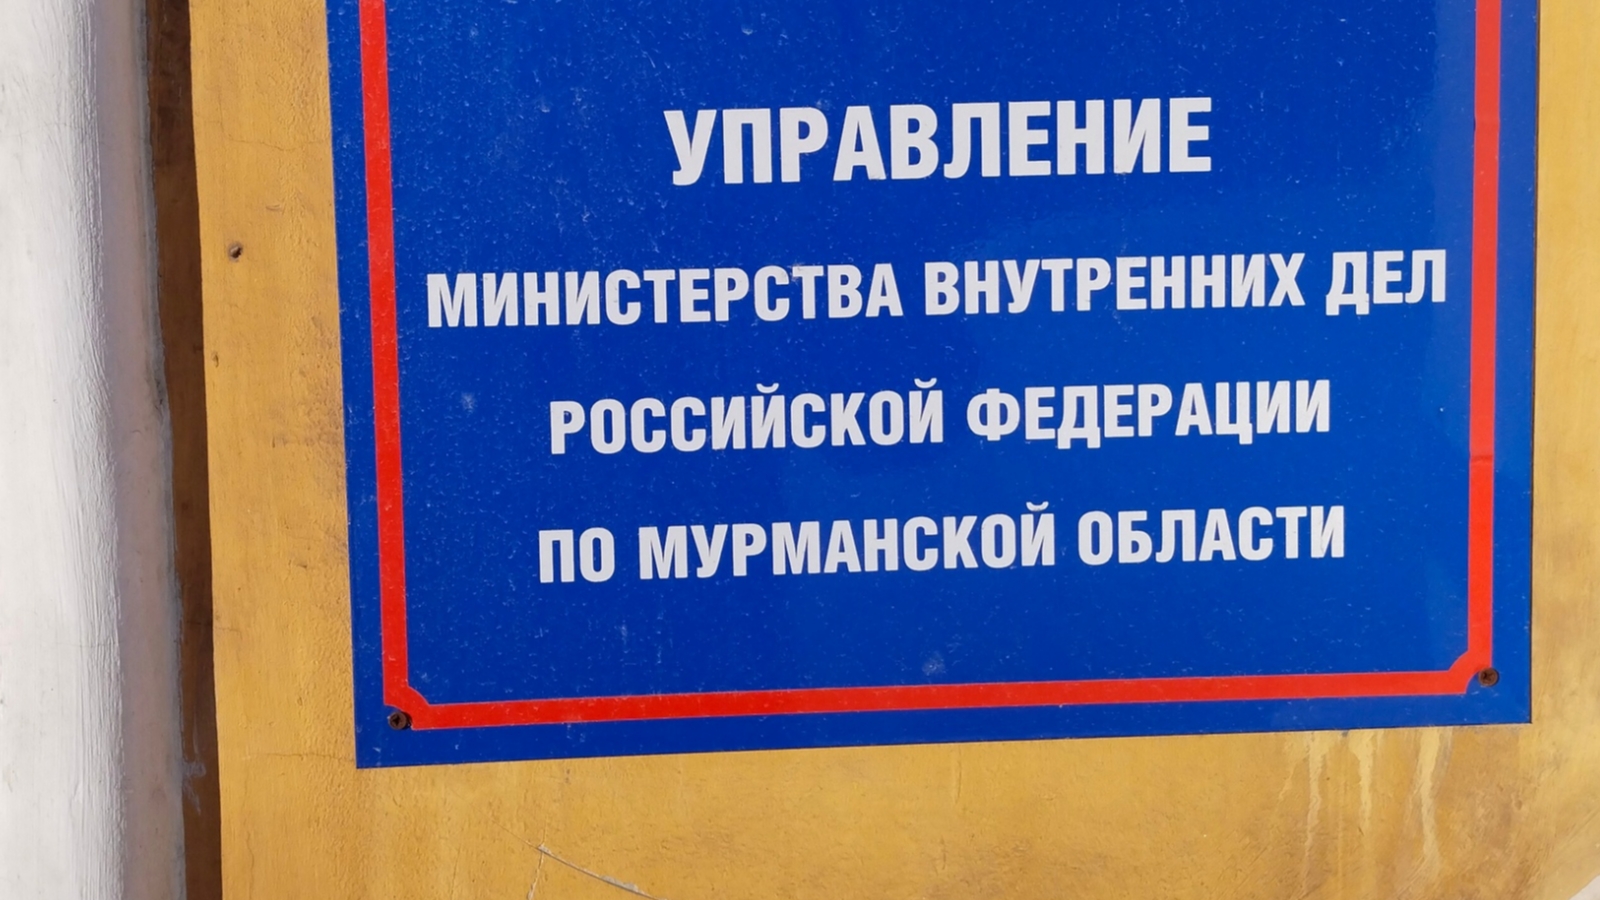 УПРАВЛЕНИЕ
МИНИСТЕРСТВА ВНУТРЕННИХ ДЕЛ
РОССИЙСКОЙ ФЕДЕРАЦИИ
ПО МУРМАНСКОЙ ОБЛАСТИ